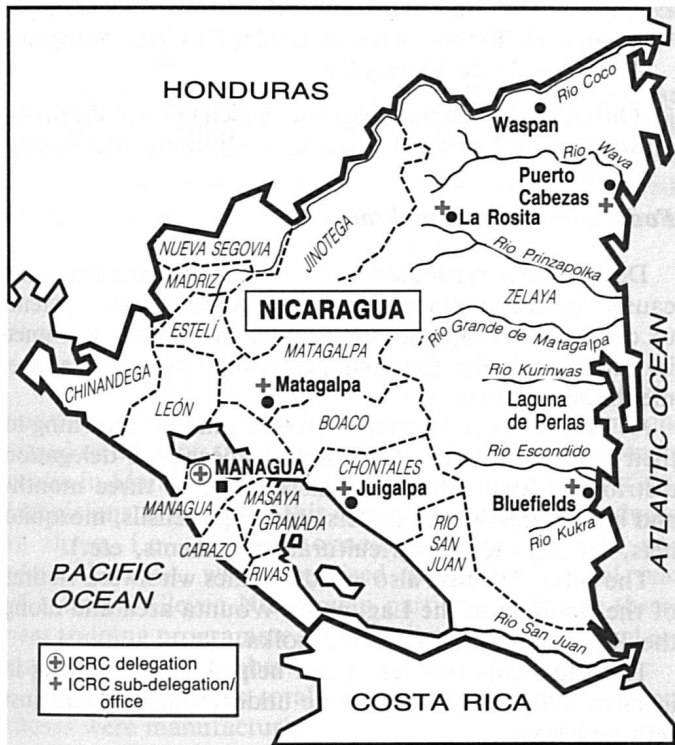 HONDURAS
Rio Coco
Waspan
Rio Wava
Puerto
Cabezas
La Rosita
NUEVA SEGOVIA
JINOTEGA
MADRIZ
Rio Prinzapolka
ZELAYA
NICARAGUA
ESTELI
Rio Grande de Matagalpa
MATAGALPA
CHINANDEGA
Rio Kurinwas
Matagalpa
LEÓN
Laguna
de Perlas
BOACO
ATLANTIC OCEAN
Rio Escondido
MANAGUA
CHONTALES
Juigalpa
MANAGUA
MASAYA
Bluefields
GRANADA
Rio Kukra
CARAZO
RIO
SAN
JUAN
RIVAS
PACIFIC
OCEAN
Rio San Juan
ICRC delegation
ICRC sub-delegation/
office
COSTA RICA